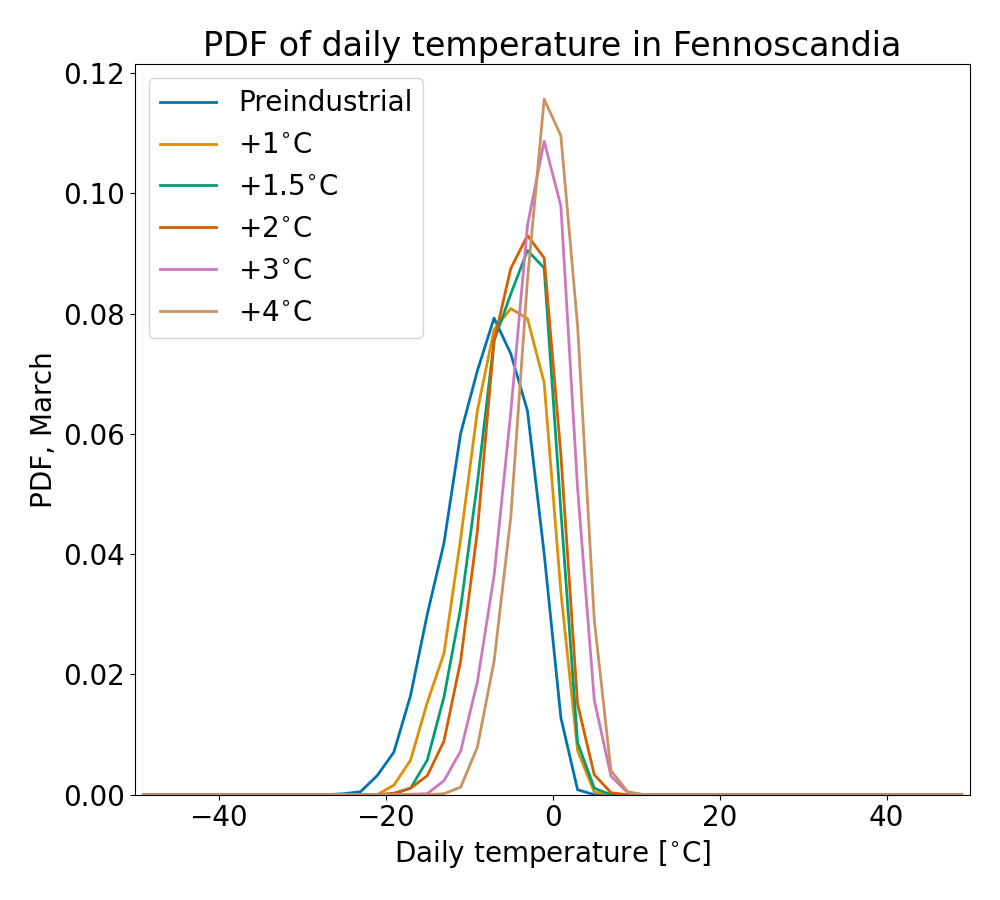 PDF of daily temperature in Fennoscandia
Preindustrial
+1°C
+1.5°C
+2°C
+3°C
+4°C
0.12
0.10
0.08
0.06
0.04
0.02
0.00
PDF, March
−40
−20
0
20
40
Daily temperature [°C]